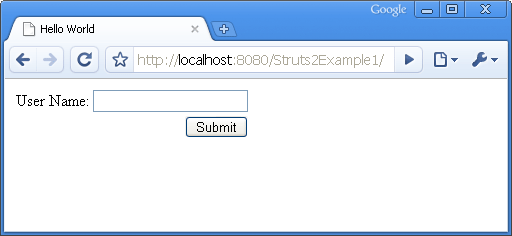 Google
Hello World
http://localhost:8080/Struts2Example1/
User Name:
Submit